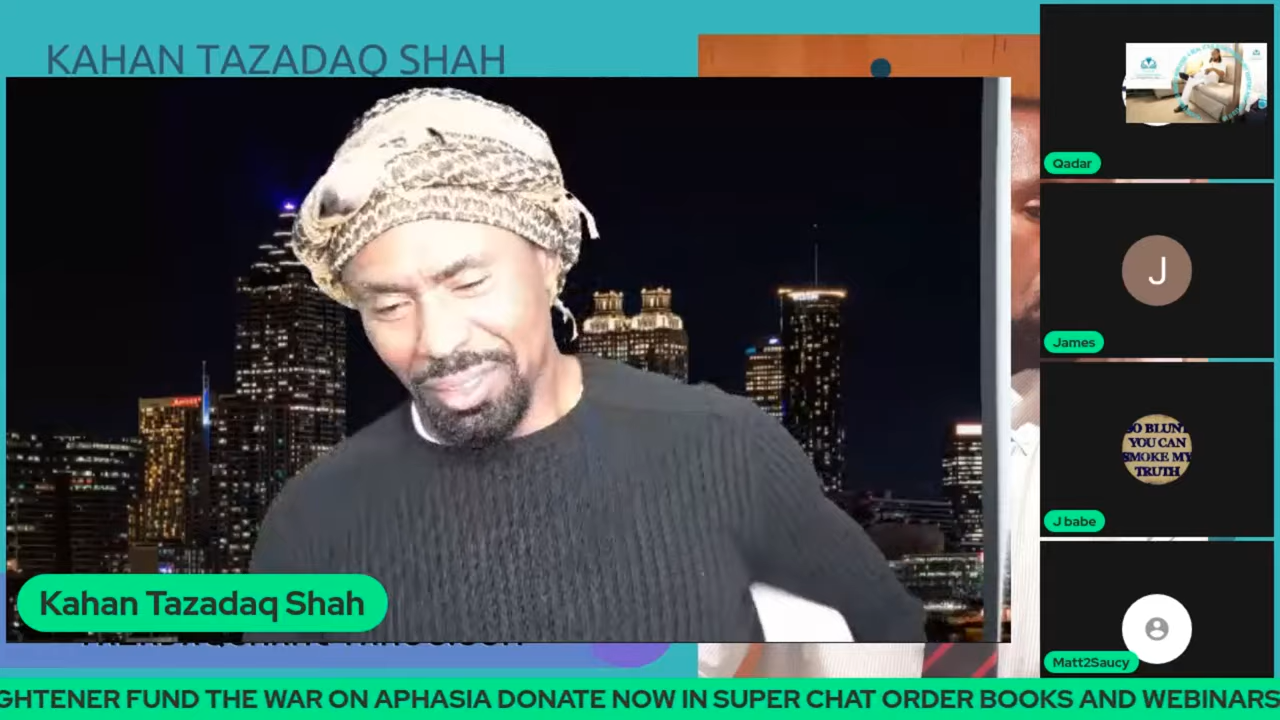 KAHAN TAZADAQ SHAH
Qadar
J
James
SO BLUNT
YOU CAN
SMOKE MY
TRUTH
J babe
Kahan Tazadaq Shah
Matt2Saucy
GHTENER FUND THE WAR ON APHASIA DONATE NOW IN SUPER CHAT ORDER BOOKS AND WEBINARS